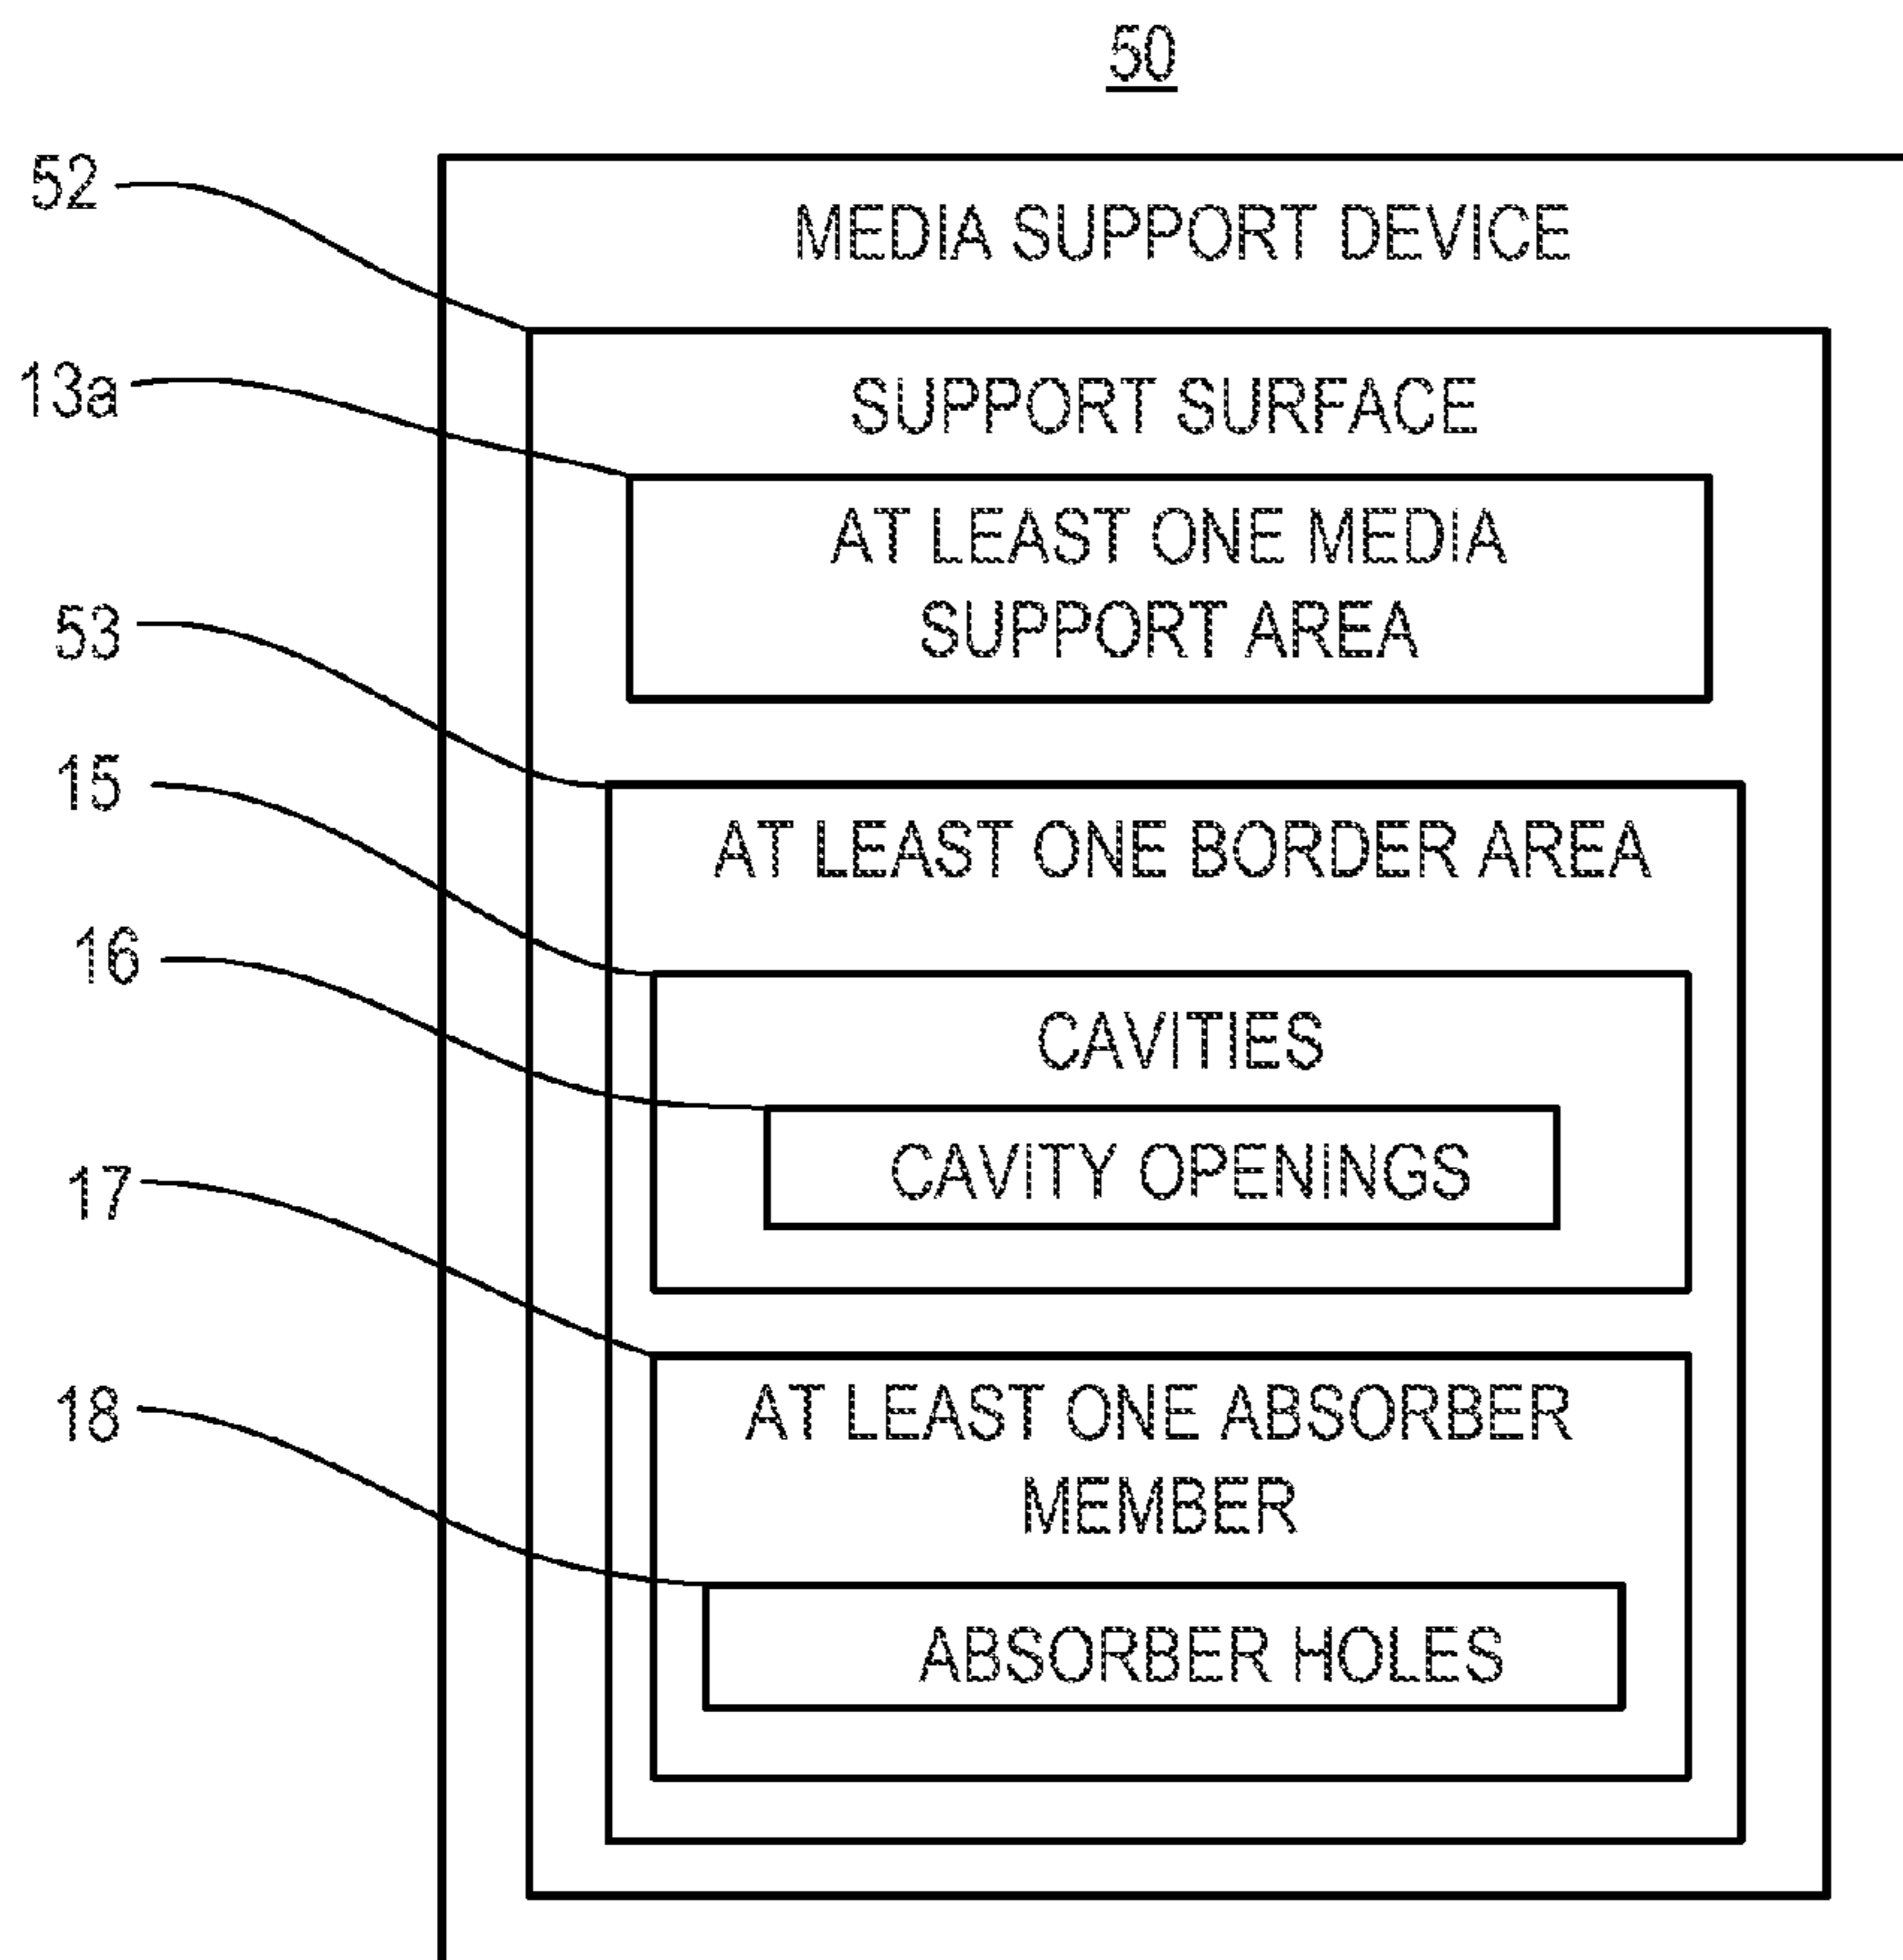 50
52
MEDIA SUPPORT DEVICE
13a
SUPPORT SURFACE
AT LEAST ONE MEDIA
SUPPORT AREA
53
15
AT LEAST ONE BORDER AREA
16
CAVITIES
17
CAVITY OPENINGS
18
AT LEAST ONE ABSORBER
MEMBER
ABSORBER HOLES